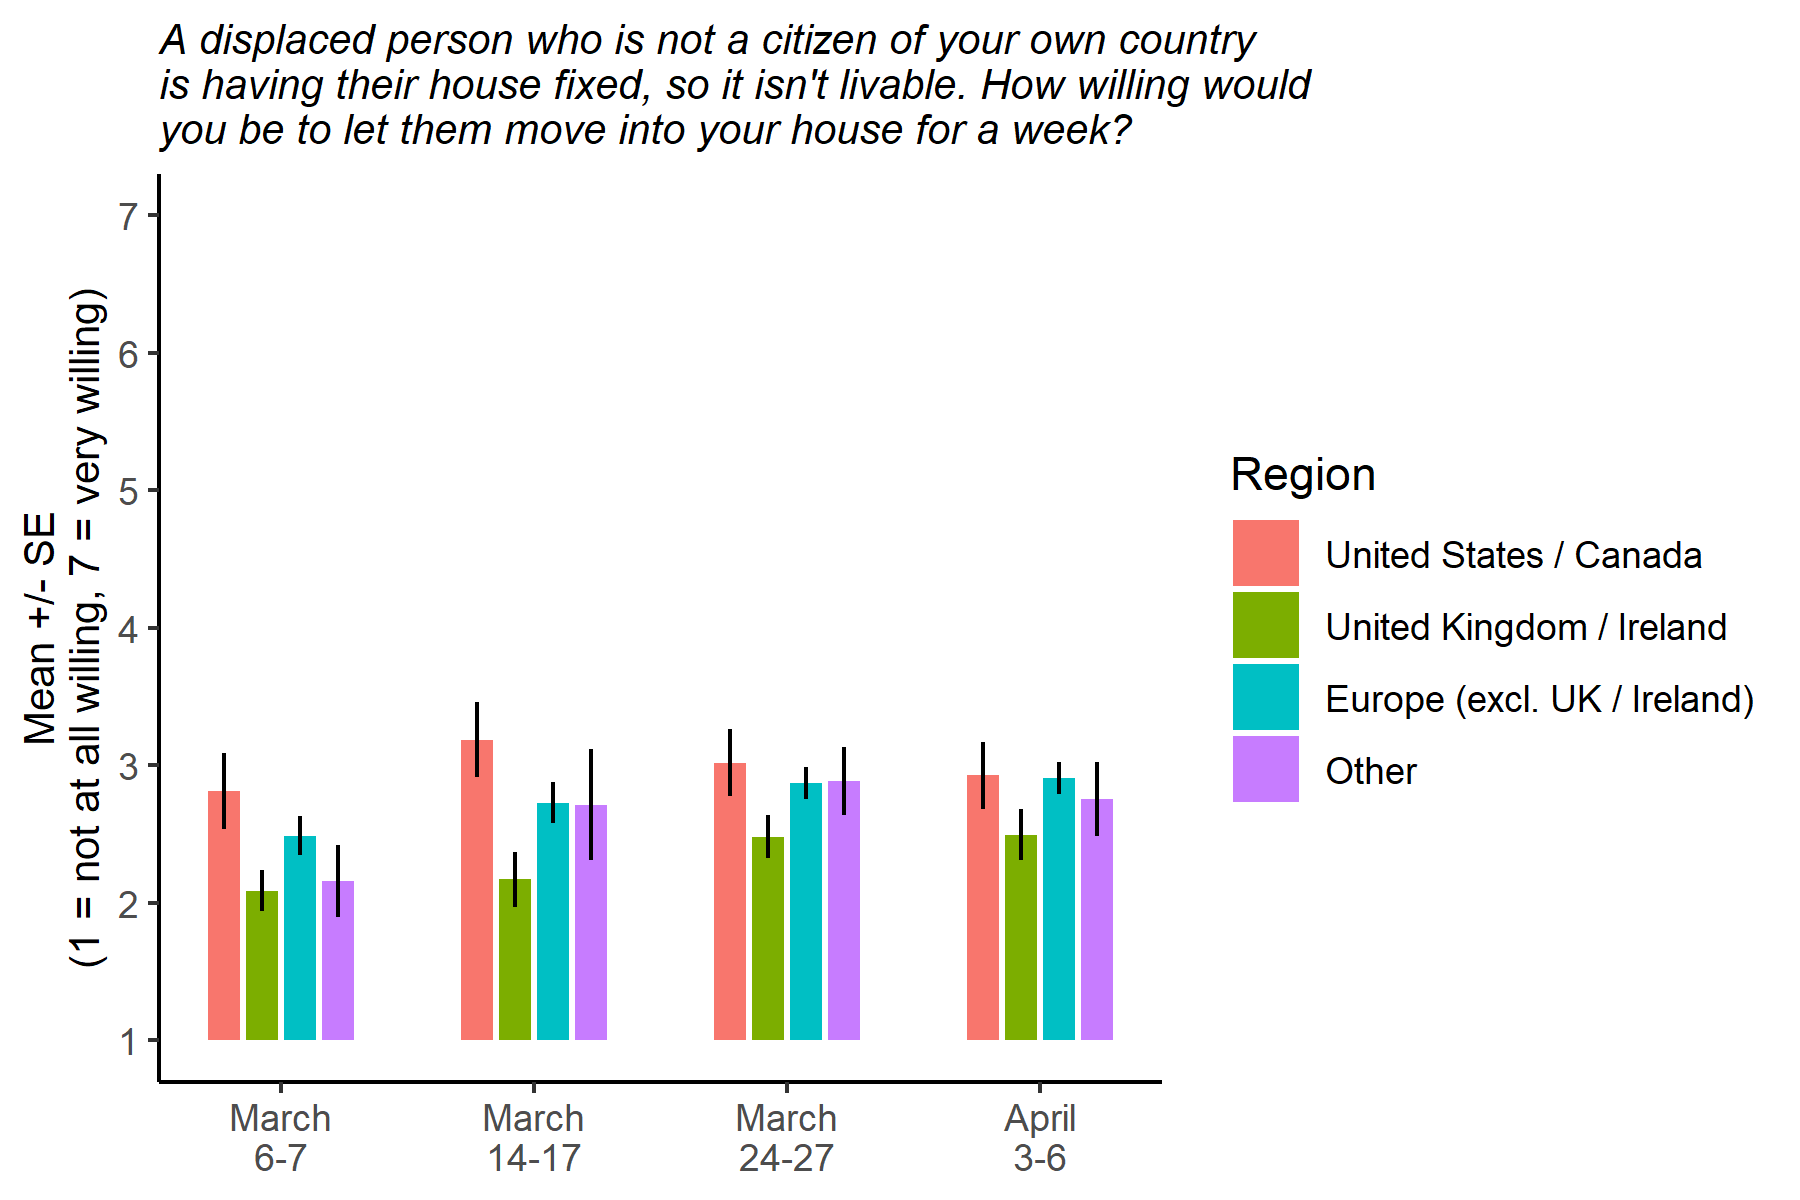 A displaced person who is not a citizen of your own country
is having their house fixed, so it isn't livable. How willing would
you be to let them move into your house for a week?
Mean +/- SE
(1 = not at all willing, 7 = very willing)
7
6
5
4
3
2
1
March
6-7
March
14-17
March
24-27
April
3-6
Region
United States / Canada
United Kingdom / Ireland
Europe (excl. UK / Ireland)
Other